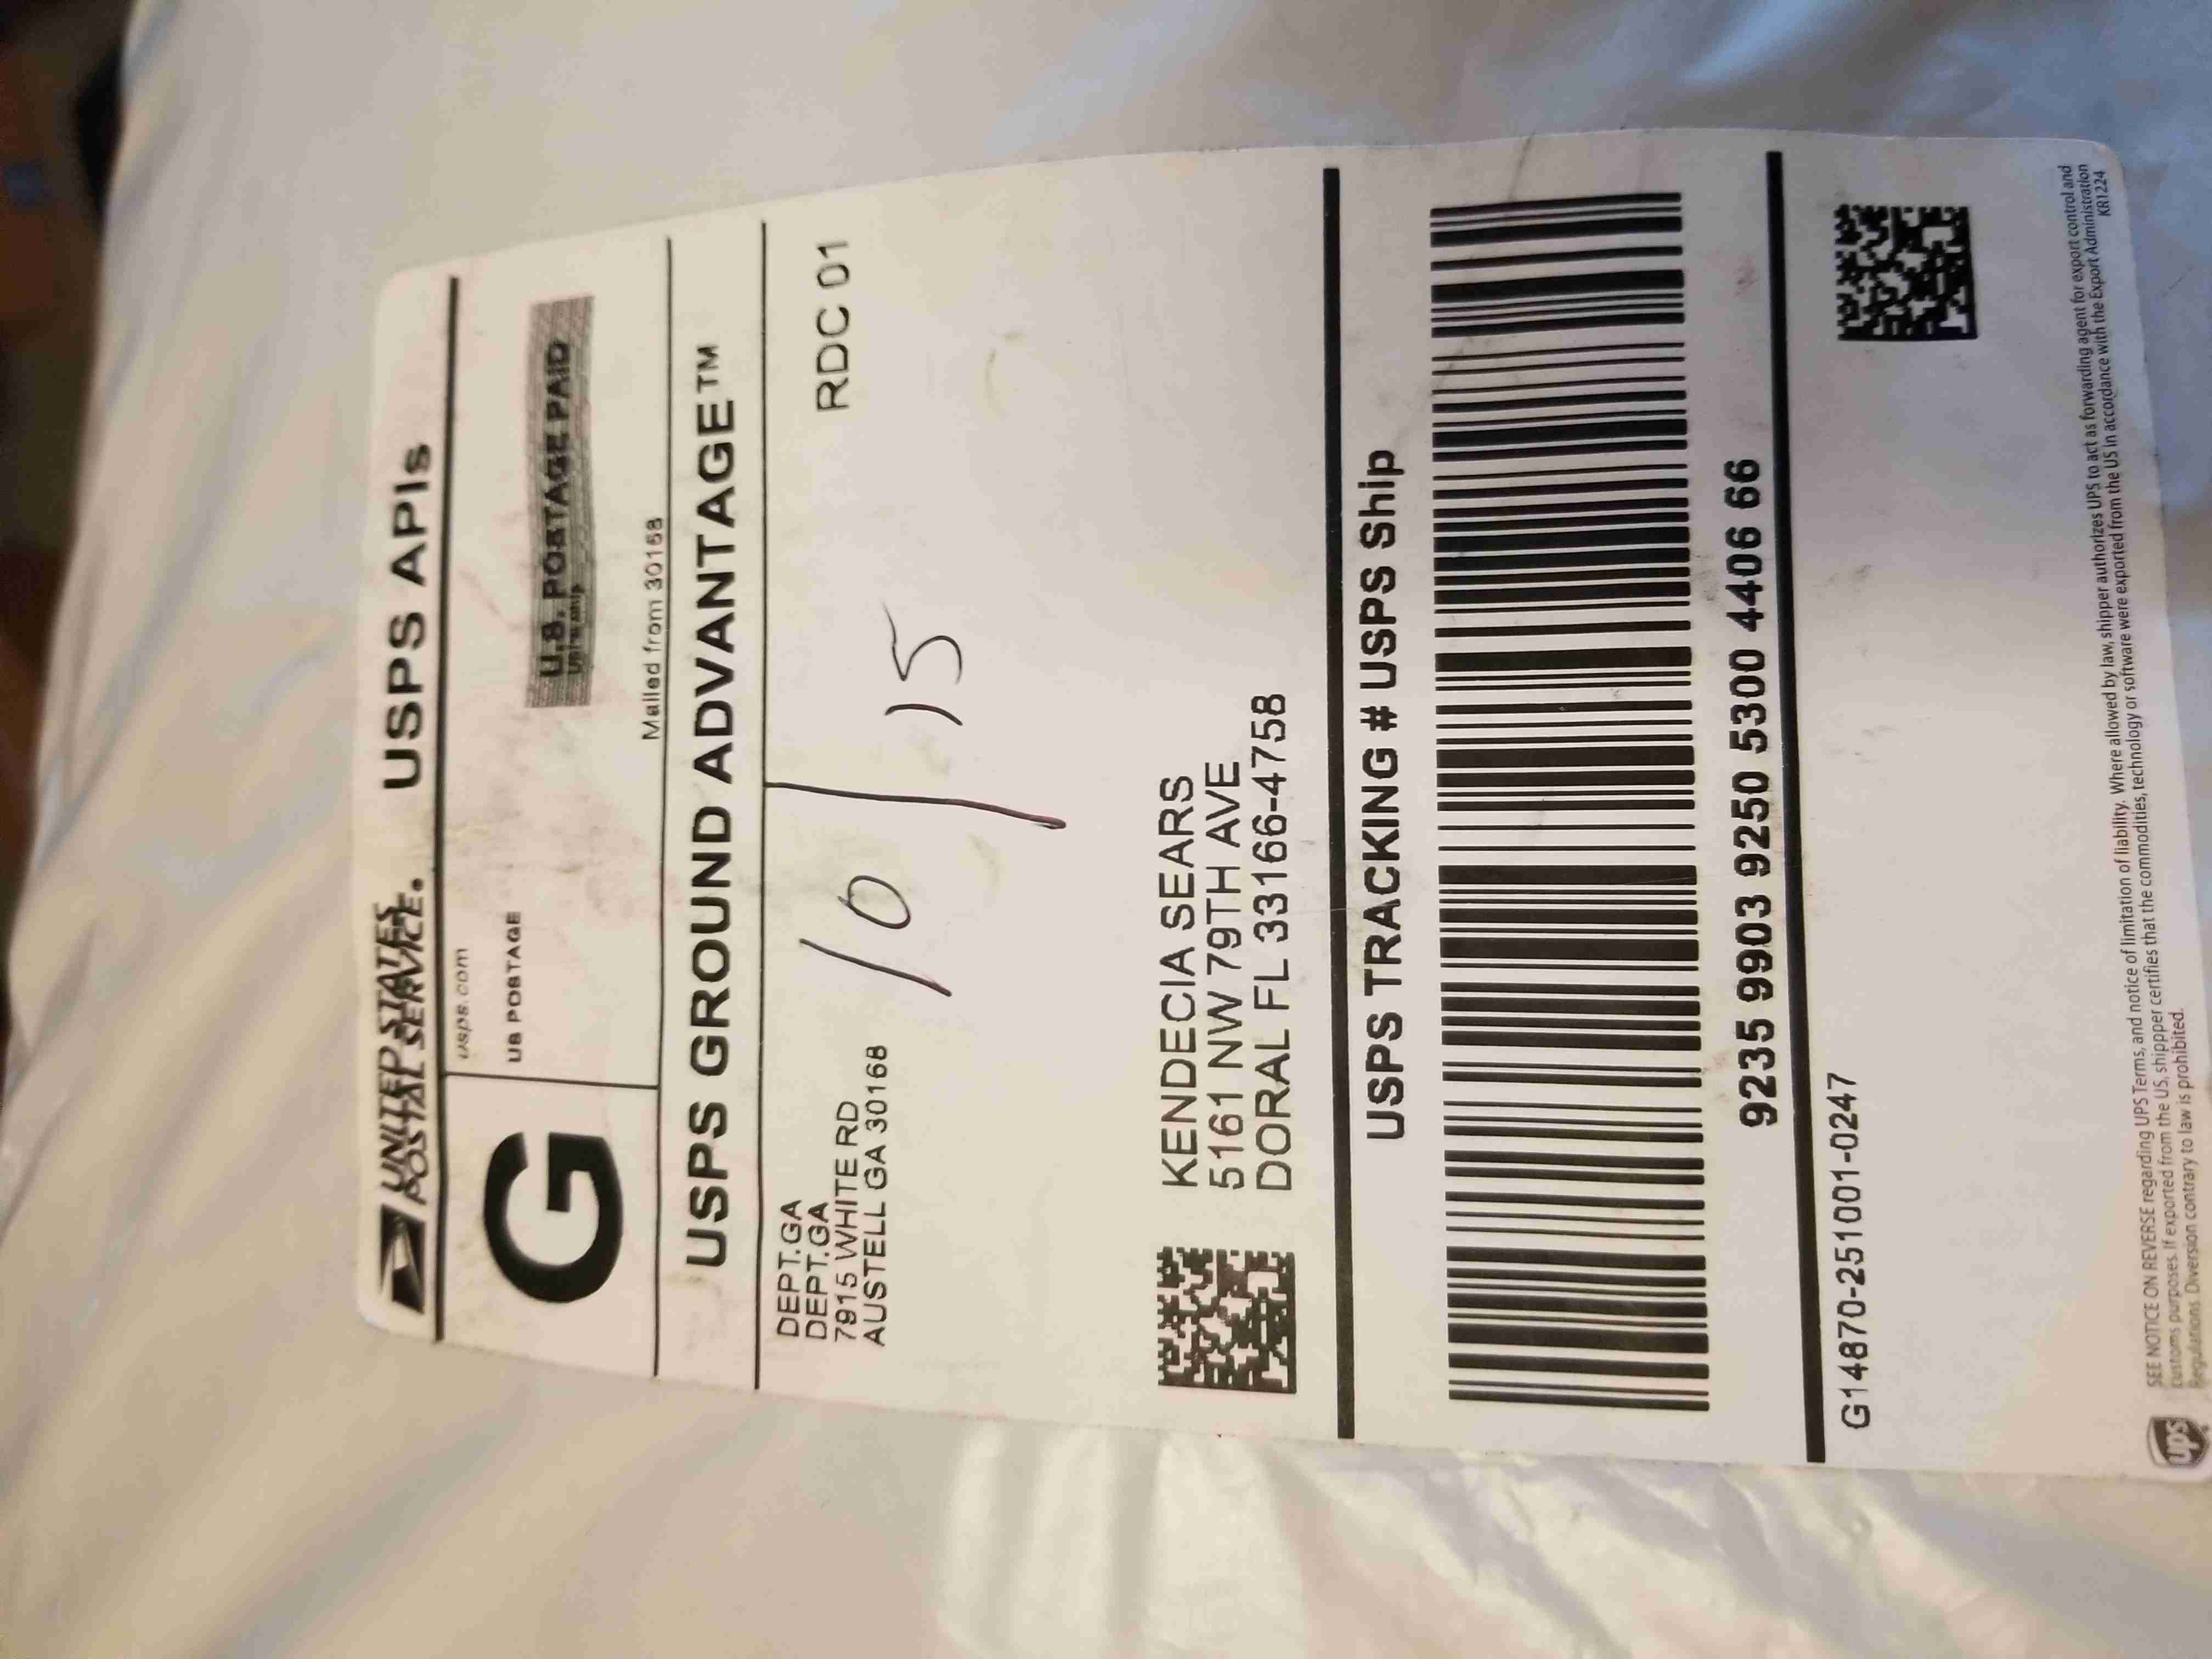 UNITED STATES
POSTAL SERVICE.
USPS APIs
G
usps.com
US POSTAGE
U.S. POSTAGE PAID
Mailed from 30168
USPS GROUND ADVANTAGE™
DEPT.GA
DEPT.GA
7915 WHITE RD
AUSTELL GA 30168
RDC 01
10/15
KENDECIA SEARS
5161 NW 79TH AVE
DORAL FL 33166-4758
USPS TRACKING # USPS Ship
9235 9903 9250 5300 4406 66
G14870-251001-0247
ups
SEE NOTICE ON REVERSE regarding UPS Terms, and notice of limitation of liability. Where allowed by law, shipper authorizes UPS to act as forwarding agent for export control and
customs purposes. If exported from the US, shipper certifies that the commodities, technology or software were exported from the US in accordance with the Export Administration
Regulations. Diversion contrary to law is prohibited.
KR1224